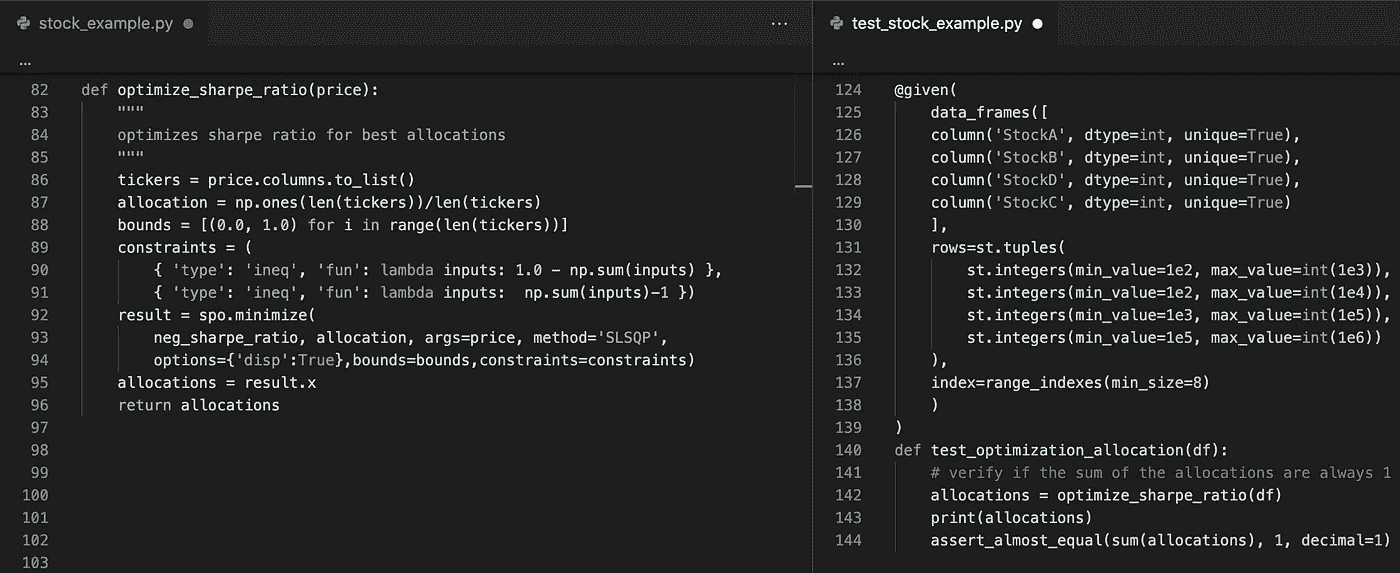 stock_example.py
...
...
82 def optimize_sharpe_ratio(price):
83     """
84     optimizes sharpe ratio for best allocations
85     """
86     tickers = price.columns.to_list()
87     allocation = np.ones(len(tickers))/len(tickers)
88     bounds = [(0.0, 1.0) for i in range(len(tickers))]
89     constraints = (
90         { 'type': 'ineq', 'fun': lambda inputs: 1.0 - np.sum(inputs) },
91         { 'type': 'ineq', 'fun': lambda inputs:  np.sum(inputs)-1 })
92     result = spo.minimize(
93         neg_sharpe_ratio, allocation, args=price, method='SLSQP',
94         options={'disp':True},bounds=bounds,constraints=constraints)
95     allocations = result.x
96     return allocations
97
98
99
100
101
102
103
test_stock_example.py
...
124 @given(
125     data_frames([
126     column('StockA', dtype=int, unique=True),
127     column('StockB', dtype=int, unique=True),
128     column('StockD', dtype=int, unique=True),
129     column('StockC', dtype=int, unique=True)
130     ],
131     rows=st.tuples(
132         st.integers(min_value=1e2, max_value=int(1e3)),
133         st.integers(min_value=1e2, max_value=int(1e4)),
134         st.integers(min_value=1e3, max_value=int(1e5)),
135         st.integers(min_value=1e5, max_value=int(1e6))
136     ),
137     index=range_indexes(min_size=8)
138     )
139 )
140 def test_optimization_allocation(df):
141     # verify if the sum of the allocations are always 1
142     allocations = optimize_sharpe_ratio(df)
143     print(allocations)
144     assert_almost_equal(sum(allocations), 1, decimal=1)